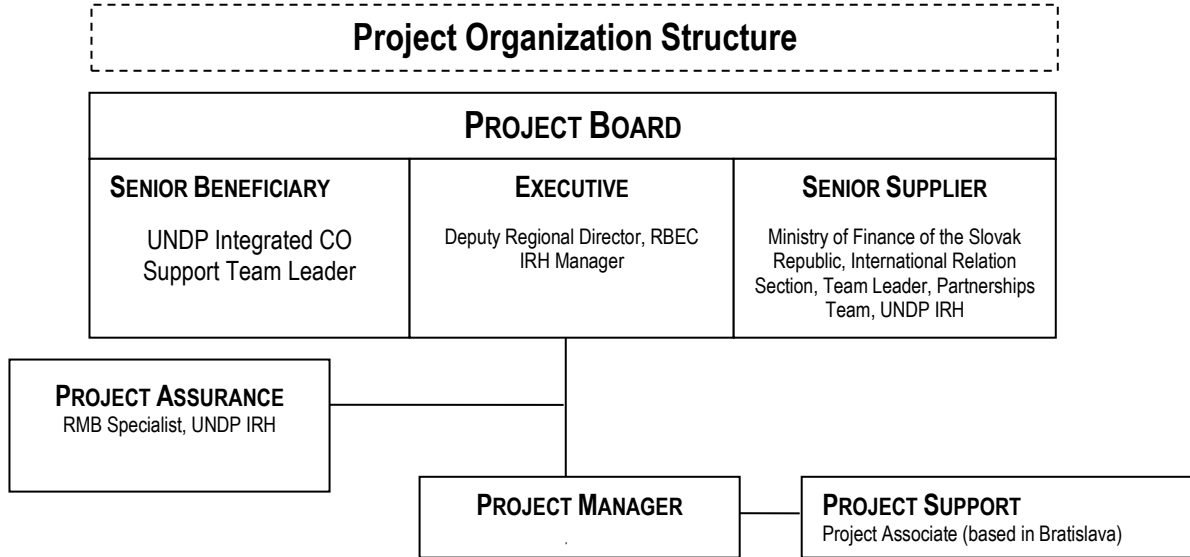 Project Organization Structure
PROJECT BOARD
SENIOR BENEFICIARY
UNDP Integrated CO
Support Team Leader
EXECUTIVE
Deputy Regional Director, RBEC
IRH Manager
SENIOR SUPPLIER
Ministry of Finance of the Slovak
Republic, International Relation
Section, Team Leader, Partnerships
Team, UNDP IRH
PROJECT ASSURANCE
RMB Specialist, UNDP IRH
PROJECT MANAGER
.
PROJECT SUPPORT
Project Associate (based in Bratislava)